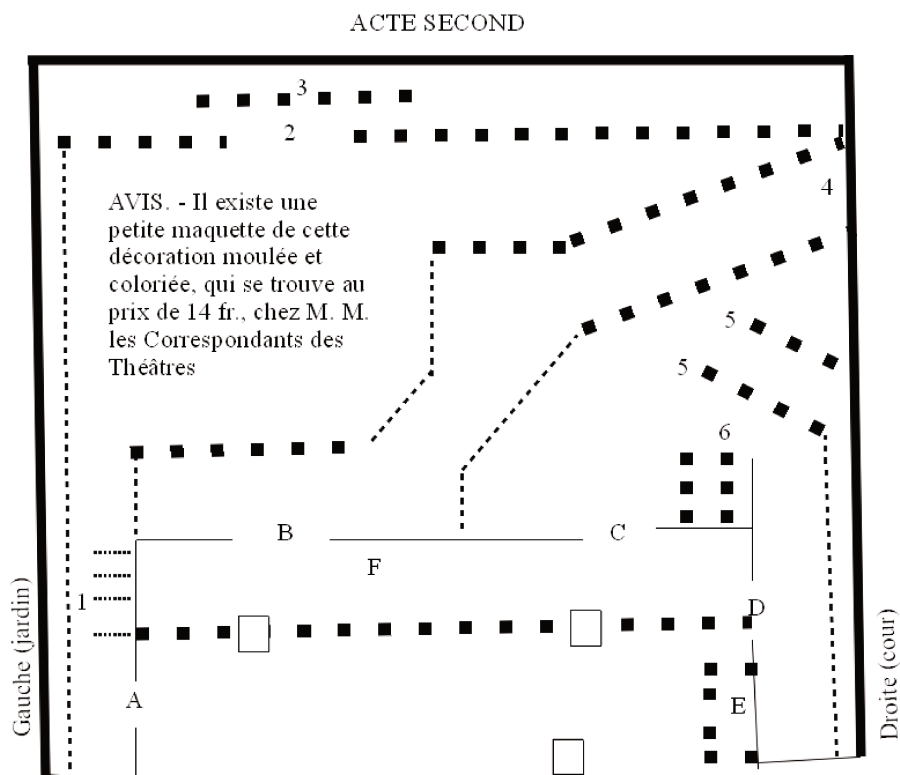 ACTE SECOND
3
2
4
AVIS. - Il existe une
petite maquette de cette
décoration moulée et
coloriée, qui se trouve au
prix de 14 fr., chez M. M.
les Correspondants des
Théâtres
5
5
6
B
C
F
1
D
A
E
Gauche (jardin)
Droite (cour)